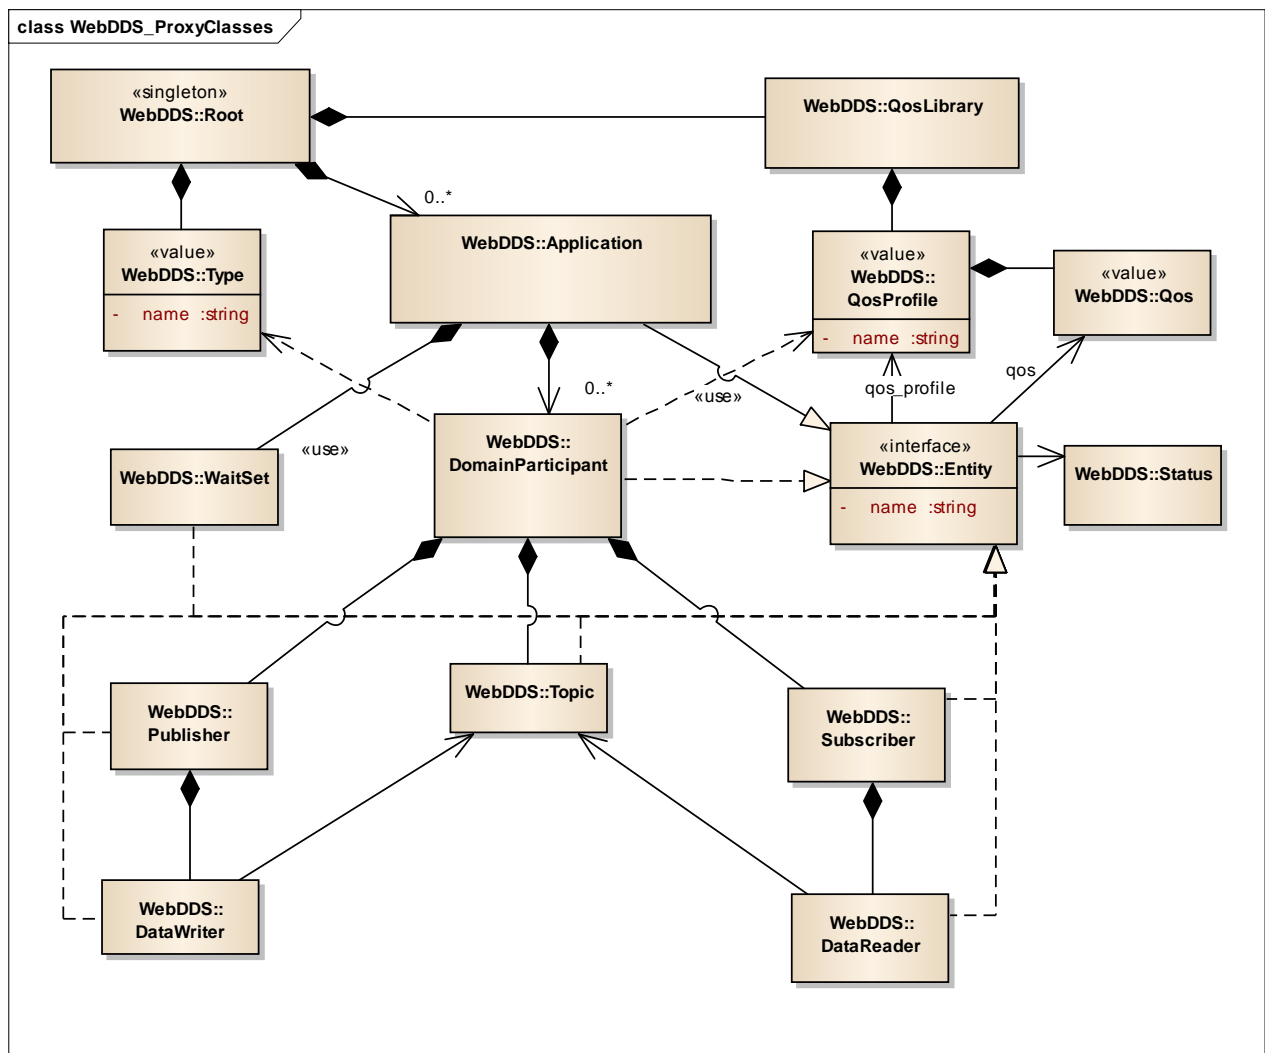 class WebDDS_ProxyClasses
«singleton»
WebDDS::Root
WebDDS::QosLibrary
0..*
WebDDS::Application
«value»
WebDDS::Type
- name :string
«value»
WebDDS::
QosProfile
- name :string
«value»
WebDDS::Qos
qos
qos_profile
0..*
«use»
WebDDS::
DomainParticipant
«use»
WebDDS::WaitSet
«interface»
WebDDS::Entity
- name :string
WebDDS::Status
WebDDS::
Publisher
WebDDS::Topic
WebDDS::
Subscriber
WebDDS::
DataWriter
WebDDS::
DataReader